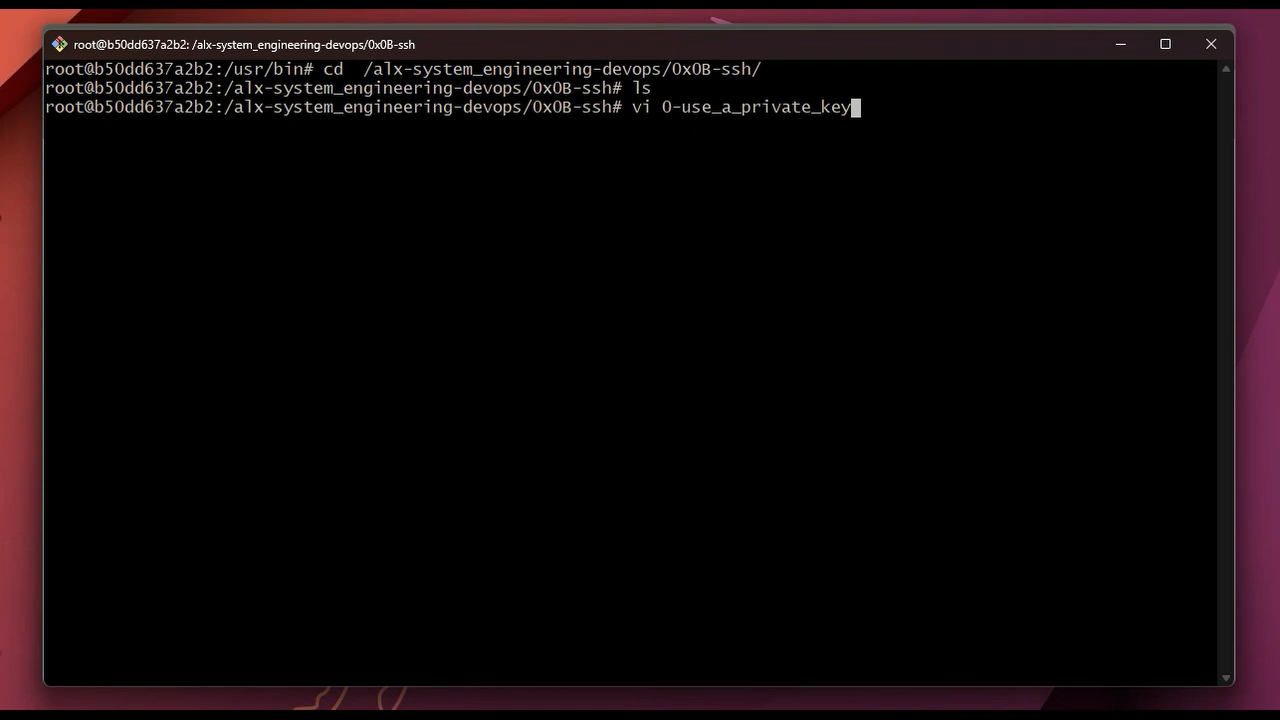 root@b50dd637a2b2: /alx-system_engineering-devops/0x0B-ssh
root@b50dd637a2b2:/usr/bin# cd  /alx-system_engineering-devops/0x0B-ssh/
root@b50dd637a2b2:/alx-system_engineering-devops/0x0B-ssh# ls
root@b50dd637a2b2:/alx-system_engineering-devops/0x0B-ssh# vi 0-use_a_private_key